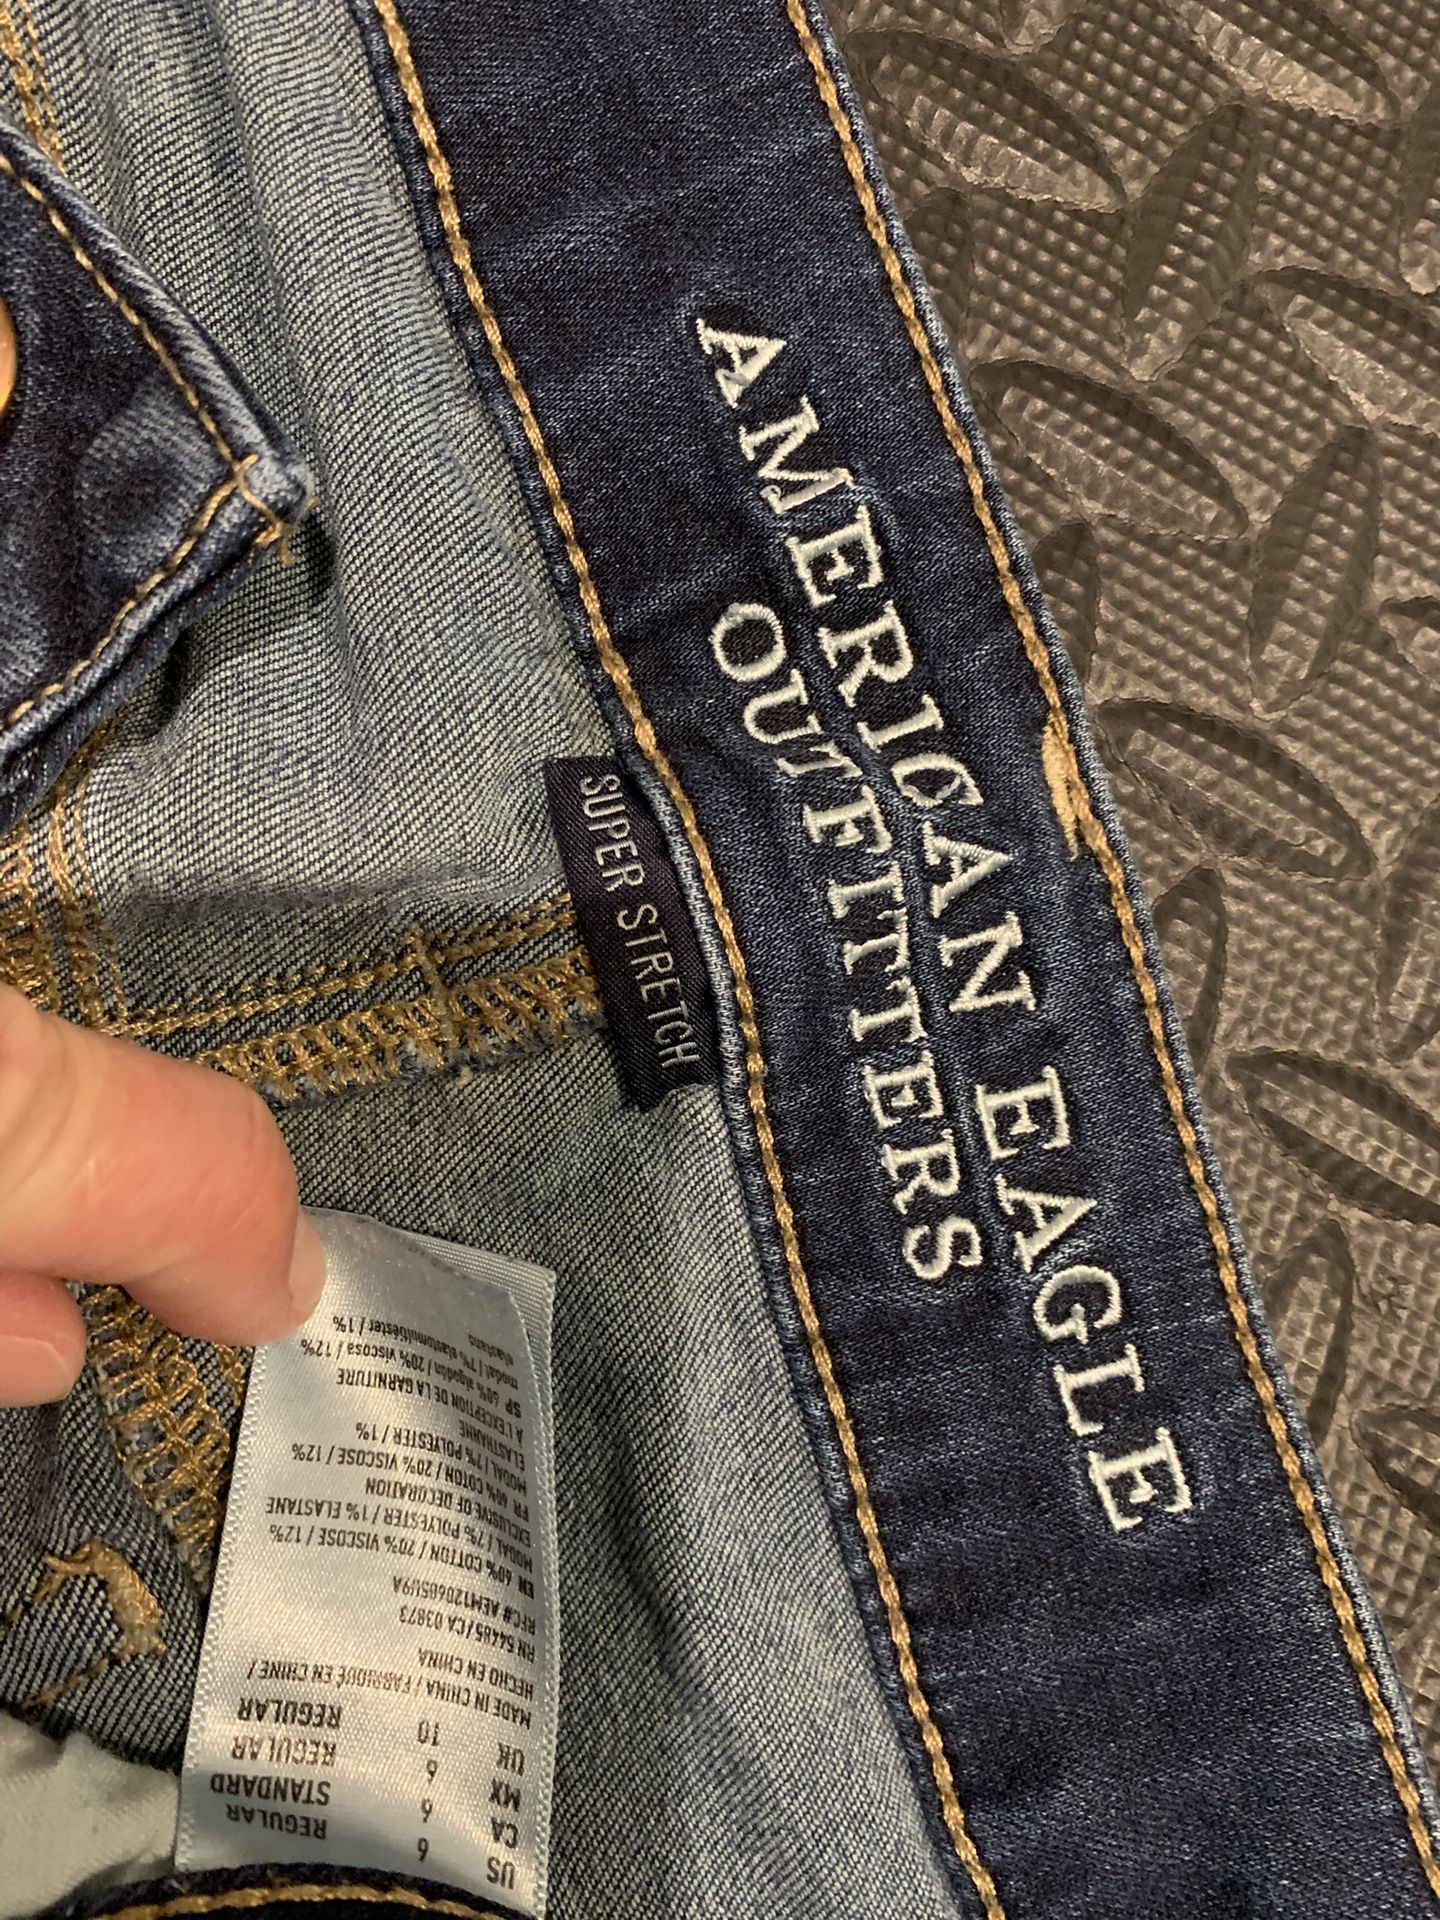 AMERICAN EAGLE
OUTFITTERS
SUPER STRETCH
US 6 REGULAR
CA 6 STANDARD
MX 6 REGULAR
UK 10 REGULAR
MADE IN CHINA / FABRIQUÉ EN CHINE /
HECHO EN CHINA
RN 54485/CA 03873
RFC# AEM120605U9A
EN 60% COTTON / 20% VISCOSE / 12%
MODAL / 7% POLYESTER / 1% ELASTANE
EXCLUSIVE OF DECORATION
FR 60% COTON / 20% VISCOSE / 12%
MODAL / 7% POLYESTER / 1%
ELASTHANNE
À L'EXCEPTION DE LA GARNITURE
SP 60% algodón / 20% viscosa / 12%
modal / 7% elastomiliéster / 1%
elastano